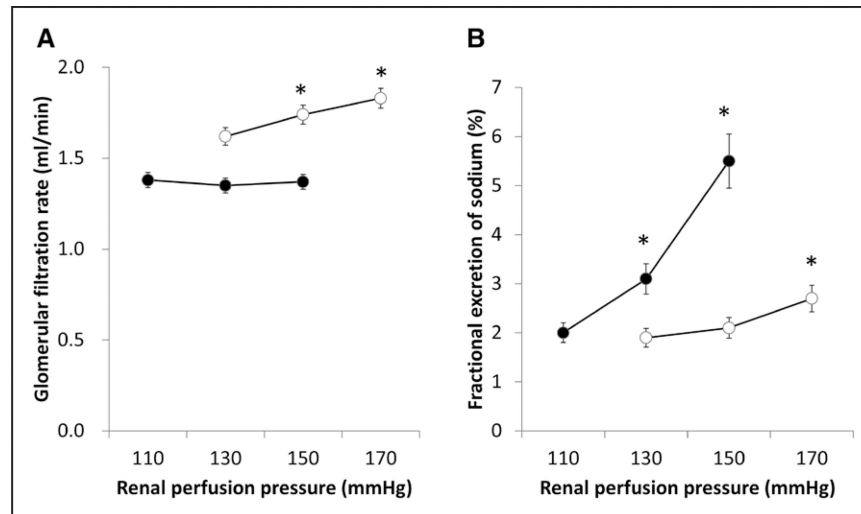 A
2.0
1.5
1.0
0.5
0.0
Glomerular filtration rate (ml/min)
* *
110 130 150 170
Renal perfusion pressure (mmHg)
B
7
6
5
4
3
2
1
0
Fractional excretion of sodium (%)
*
*
*
110 130 150 170
Renal perfusion pressure (mmHg)